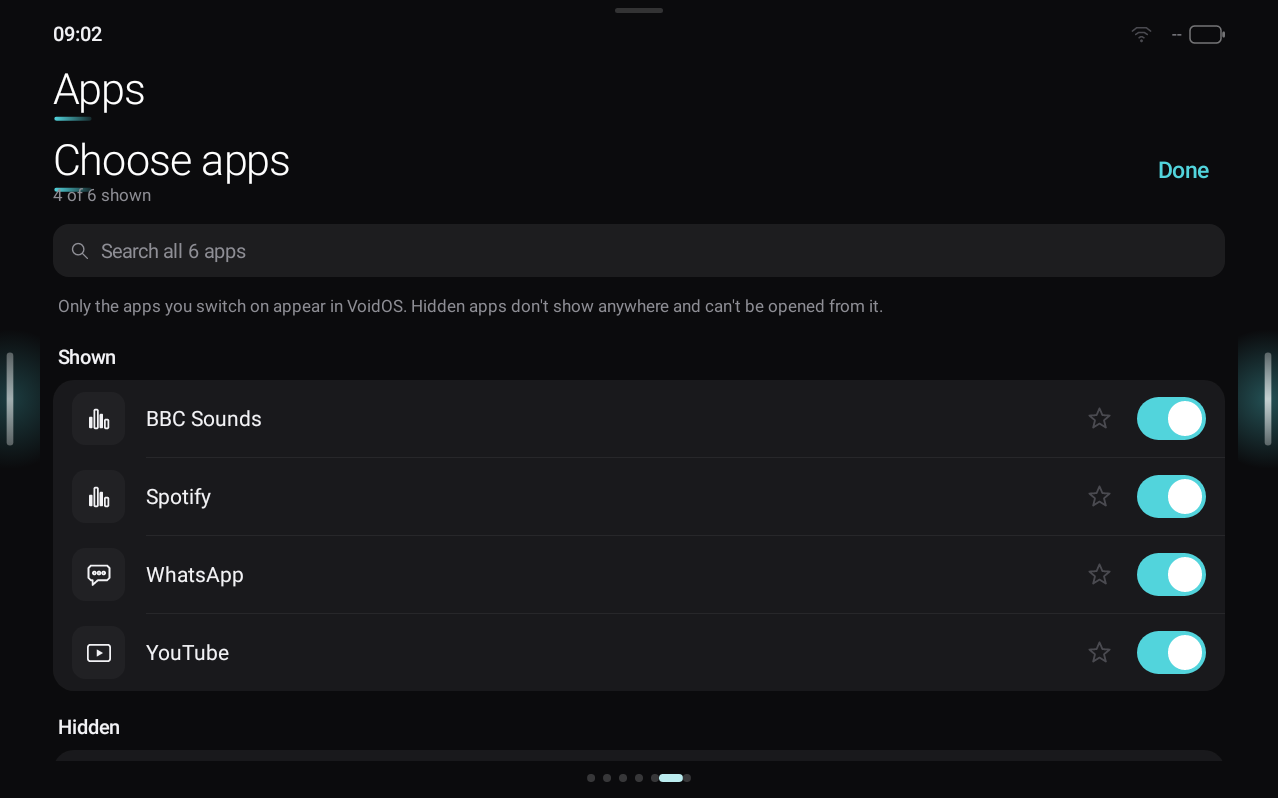 09:02
--
Apps
Choose apps
Done
4 of 6 shown
Search all 6 apps
Only the apps you switch on appear in VoidOS. Hidden apps don't show anywhere and can't be opened from it.
Shown
BBC Sounds
Spotify
WhatsApp
YouTube
Hidden